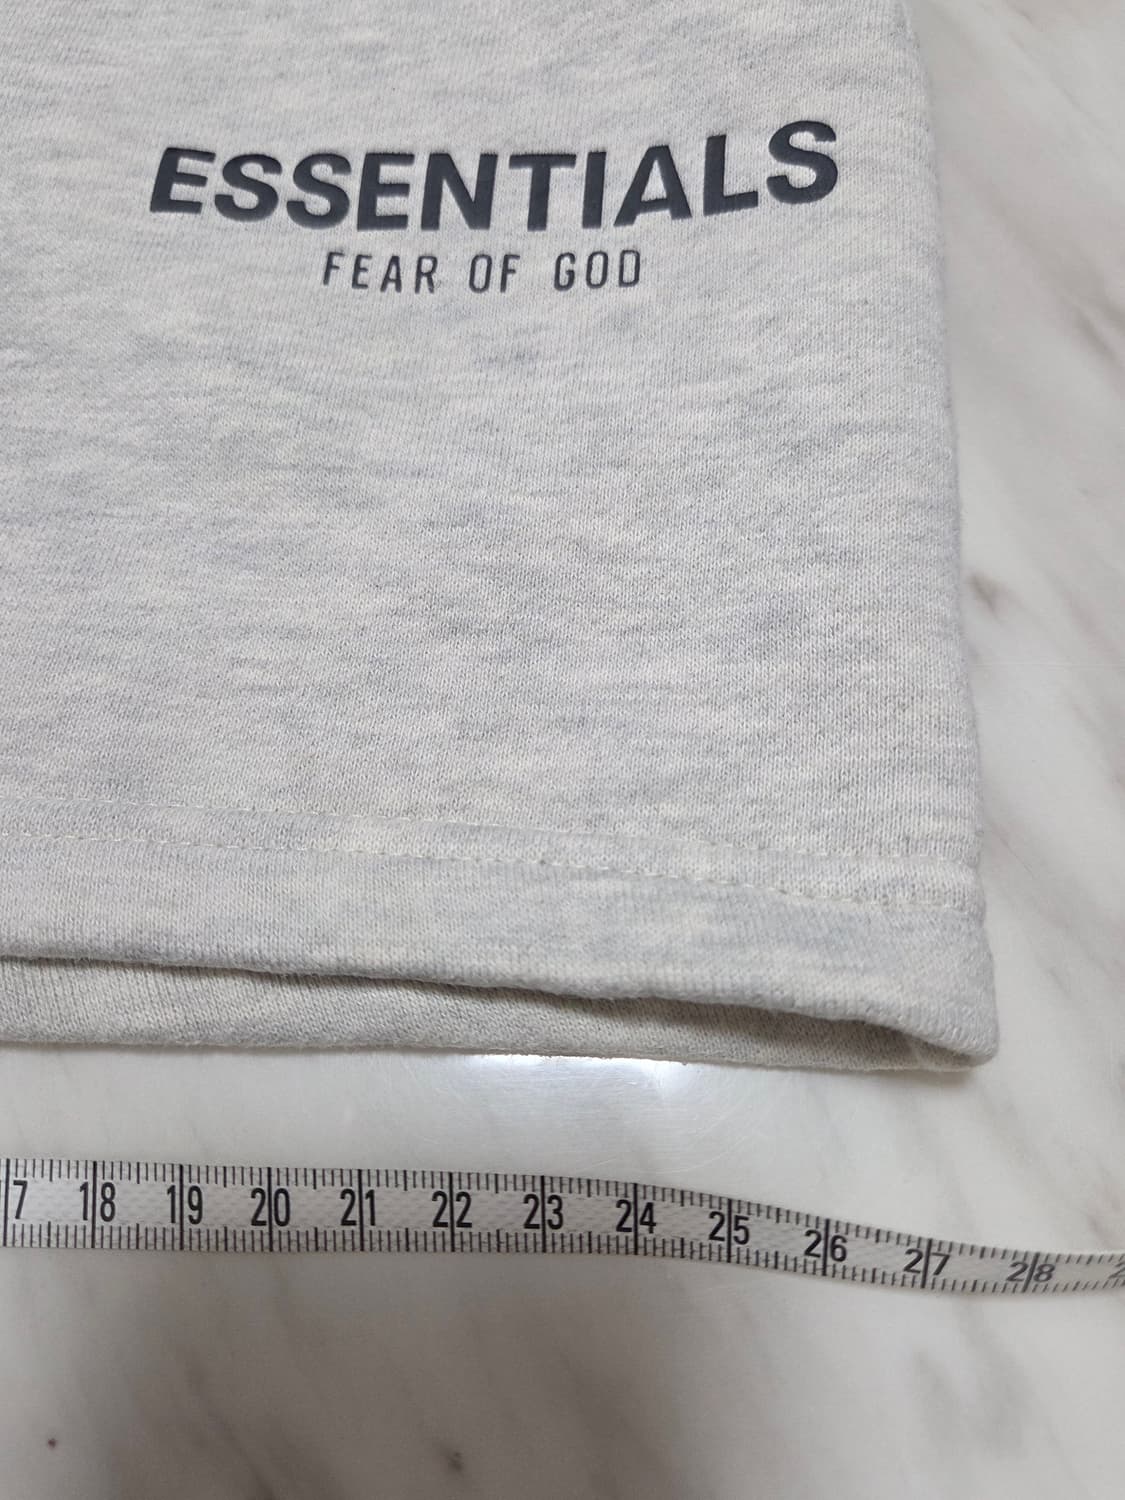 ESSENTIALS
FEAR OF GOD
7 18 19 20 21 22 23 24 25 26 27 28